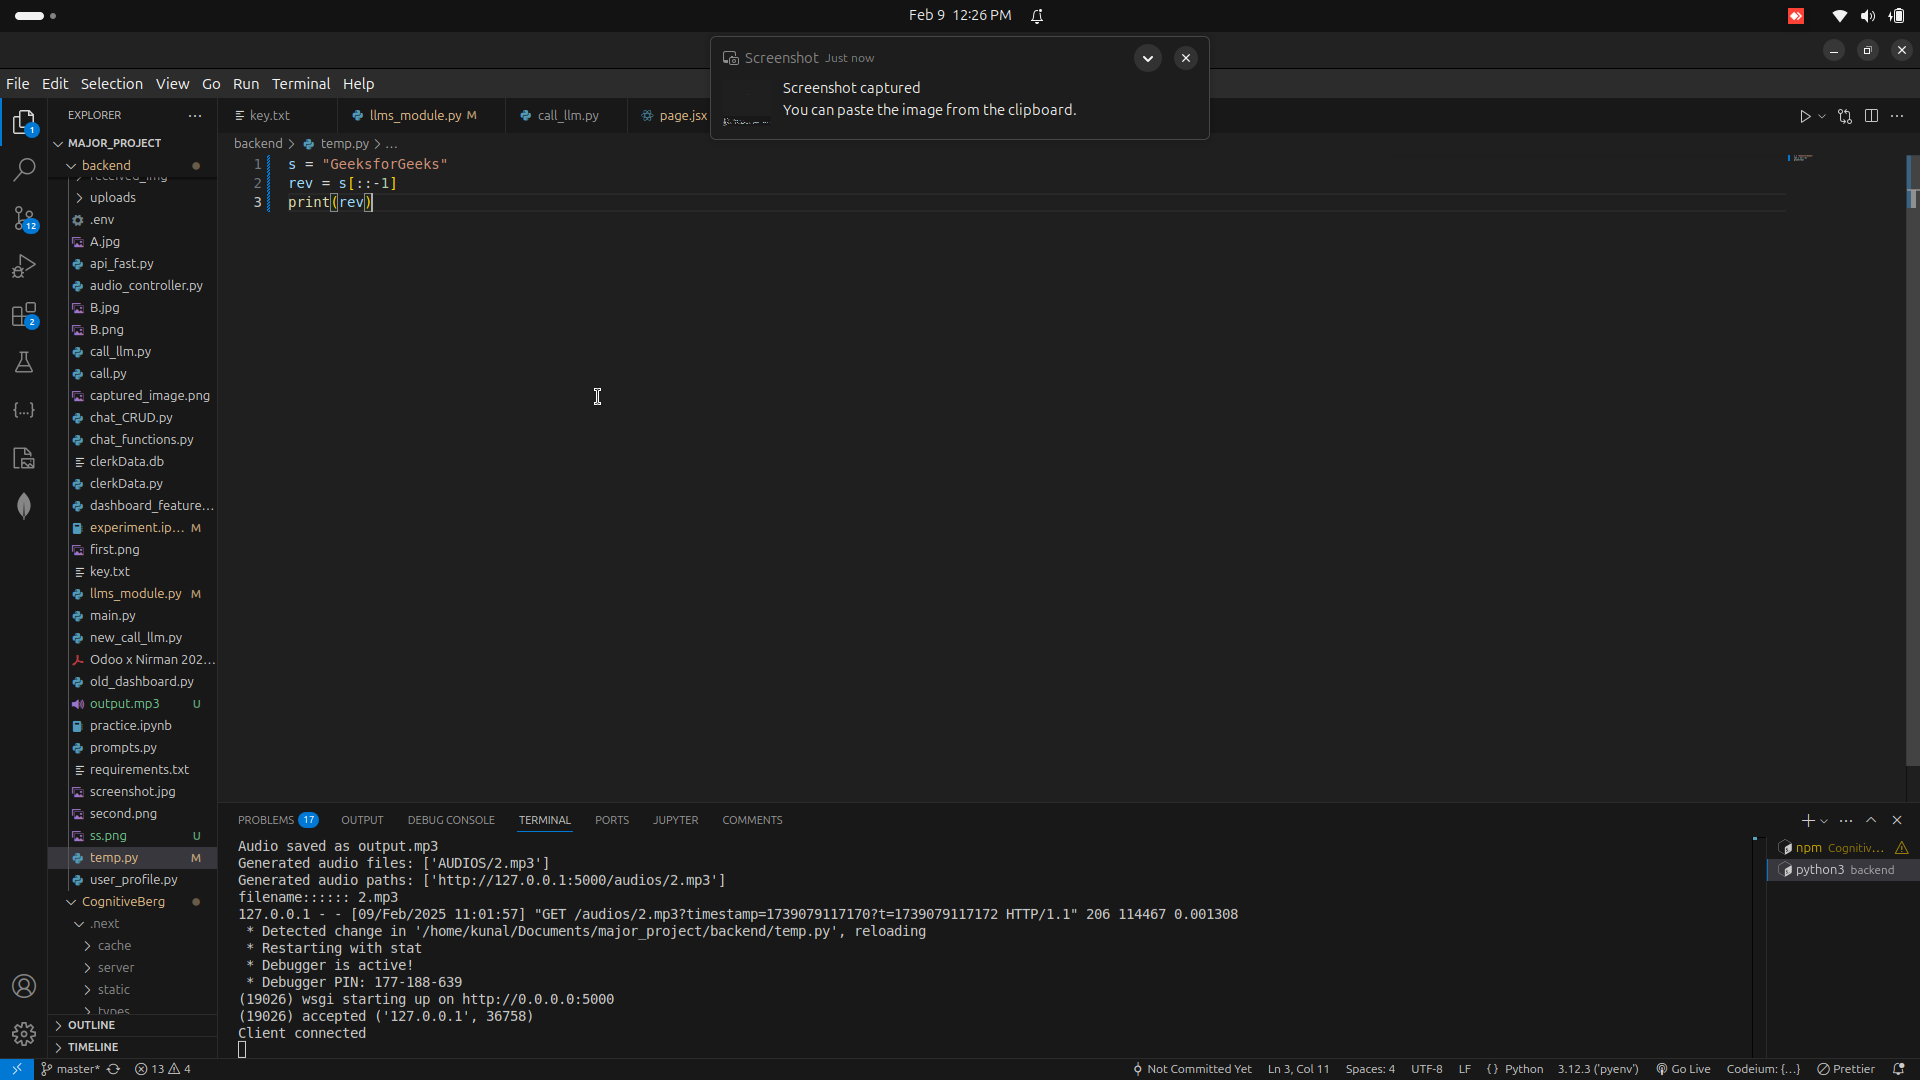 Feb 9 12:26 PM
Screenshot Just now
Screenshot captured
You can paste the image from the clipboard.
File Edit Selection View Go Run Terminal Help
EXPLORER
MAJOR_PROJECT
backend
received_img
uploads
.env
A.jpg
api_fast.py
audio_controller.py
B.jpg
B.png
call_llm.py
call.py
captured_image.png
chat_CRUD.py
chat_functions.py
clerkData.db
clerkData.py
dashboard_feature...
experiment.ip... M
first.png
key.txt
llms_module.py M
main.py
new_call_llm.py
Odoo x Nirman 202...
old_dashboard.py
output.mp3 U
practice.ipynb
prompts.py
requirements.txt
screenshot.jpg
second.png
ss.png U
temp.py M
user_profile.py
CognitiveBerg
.next
cache
server
static
types
OUTLINE
TIMELINE
1
12
2
key.txt llms_module.py M call_llm.py page.jsx
backend > temp.py > ...
1 s = "GeeksforGeeks"
2 rev = s[::-1]
3 print(rev)
PROBLEMS 17 OUTPUT DEBUG CONSOLE TERMINAL PORTS JUPYTER COMMENTS
Audio saved as output.mp3
Generated audio files: ['AUDIOS/2.mp3']
Generated audio paths: ['http://127.0.0.1:5000/audios/2.mp3']
filename:::::: 2.mp3
127.0.0.1 - - [09/Feb/2025 11:01:57] "GET /audios/2.mp3?timestamp=1739079117170?t=1739079117172 HTTP/1.1" 206 114467 0.001308
* Detected change in '/home/kunal/Documents/major_project/backend/temp.py', reloading
* Restarting with stat
* Debugger is active!
* Debugger PIN: 177-188-639
(19026) wsgi starting up on http://0.0.0.0:5000
(19026) accepted ('127.0.0.1', 36758)
Client connected
npm Cognitiv...
python3 backend
master* 13 4 Not Committed Yet Ln 3, Col 11 Spaces: 4 UTF-8 LF { } Python 3.12.3 ('pyenv') Go Live Codeium: {...} Prettier